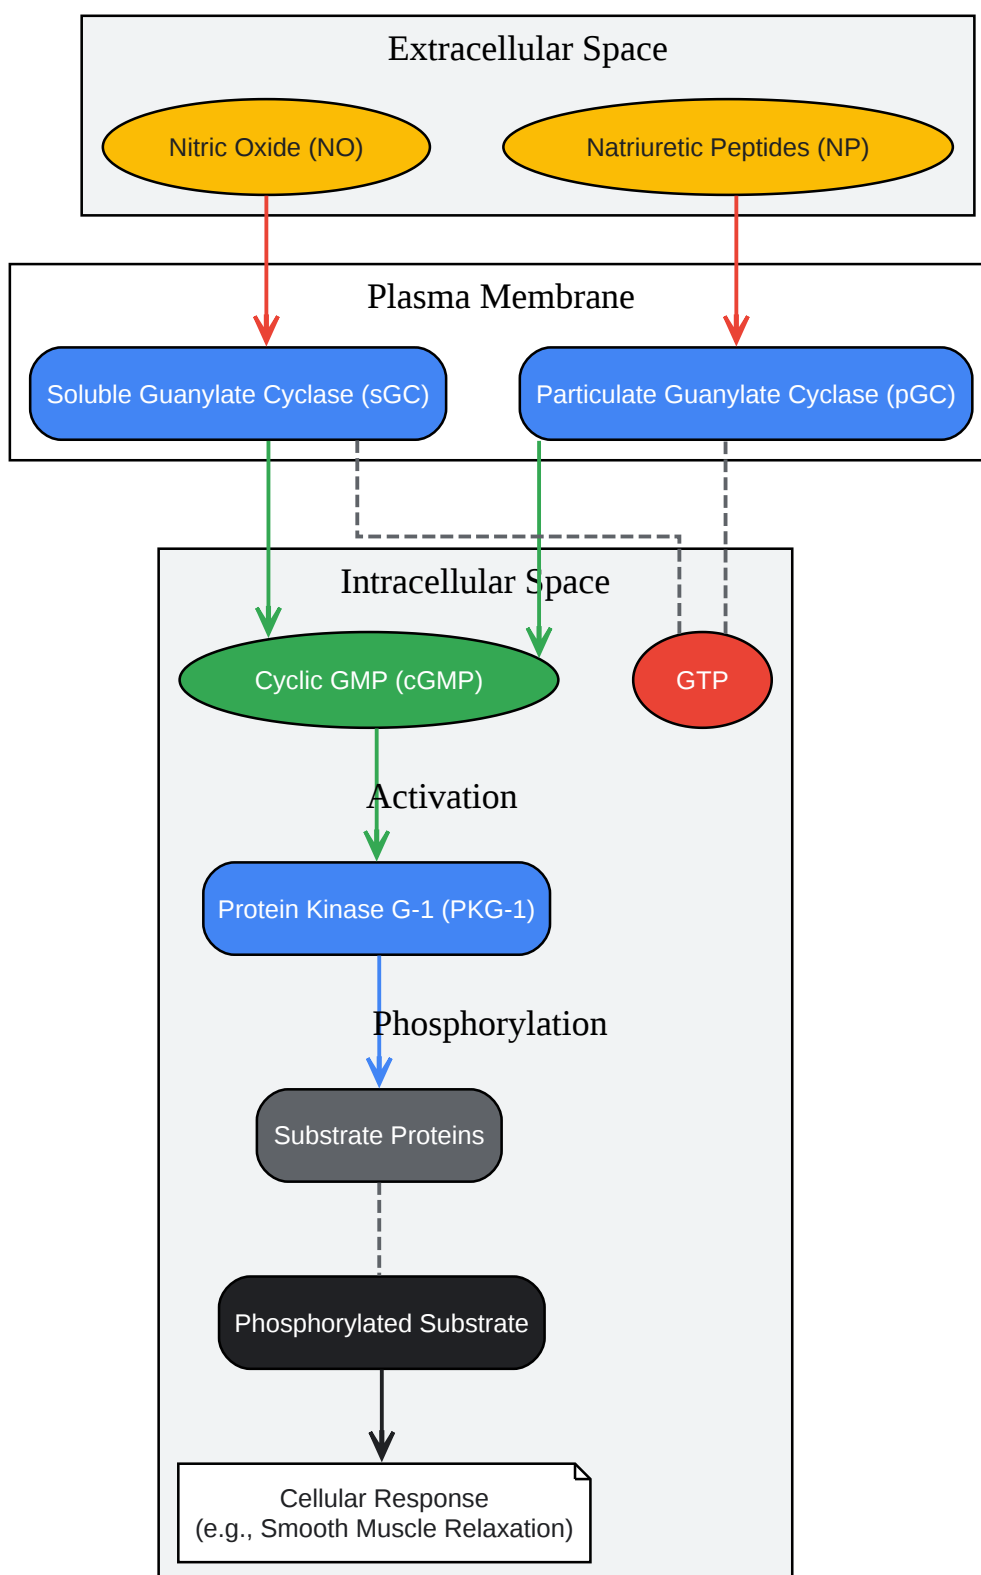 Extracellular Space
Nitric Oxide (NO)
Natriuretic Peptides (NP)
Plasma Membrane
Soluble Guanylate Cyclase (sGC)
Particulate Guanylate Cyclase (pGC)
Intracellular Space
Cyclic GMP (cGMP)
GTP
Activation
Protein Kinase G-1 (PKG-1)
Phosphorylation
Substrate Proteins
Phosphorylated Substrate
Cellular Response
(e.g., Smooth Muscle Relaxation)